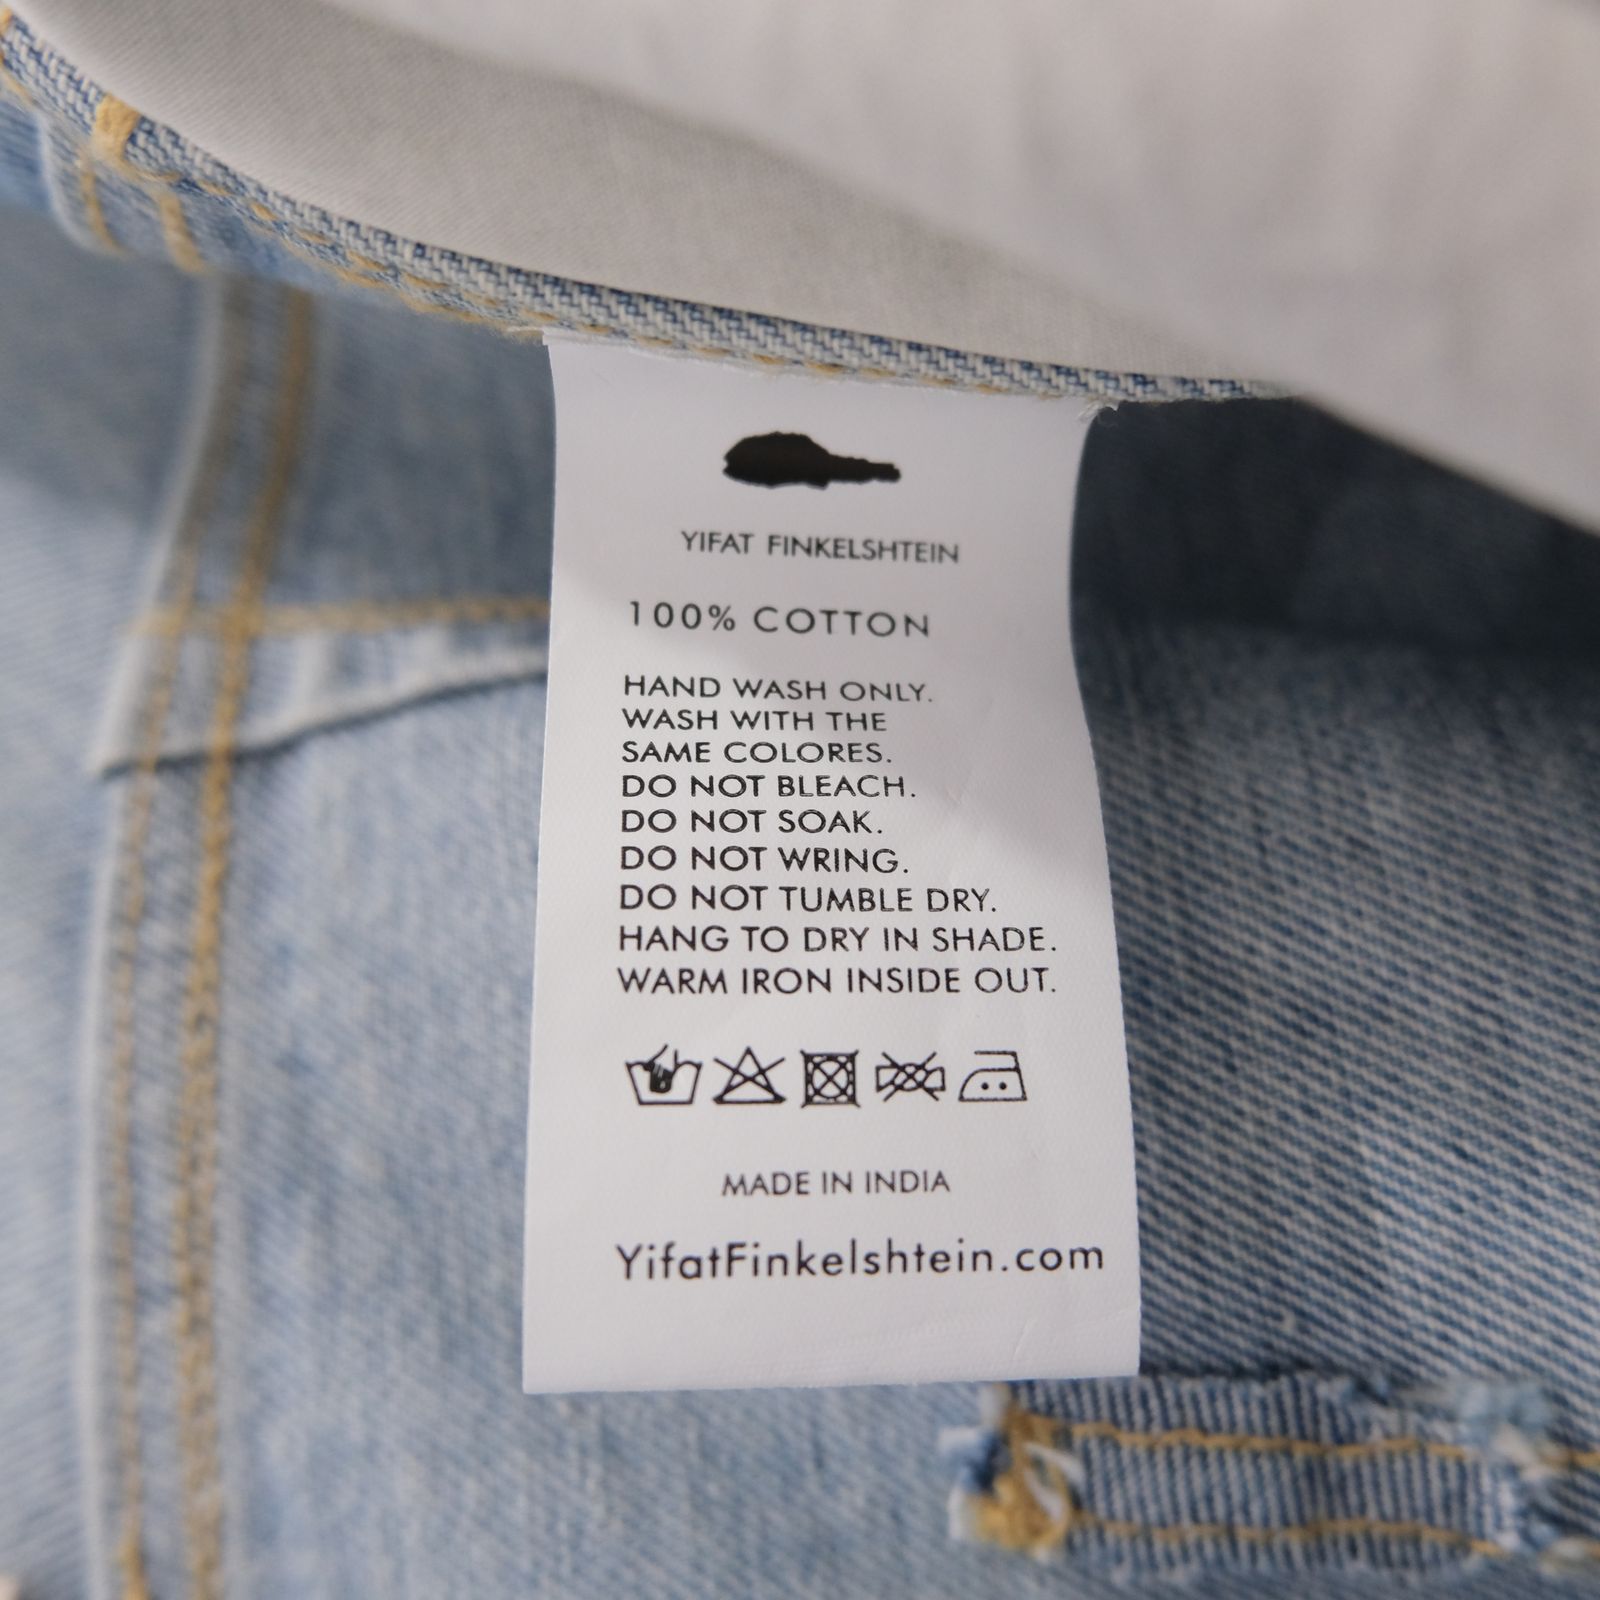 YIFAT FINKELSHTEIN
100% COTTON
HAND WASH ONLY.
WASH WITH THE
SAME COLORES.
DO NOT BLEACH.
DO NOT SOAK.
DO NOT WRING.
DO NOT TUMBLE DRY.
HANG TO DRY IN SHADE.
WARM IRON INSIDE OUT.
MADE IN INDIA
YifatFinkelshtein.com